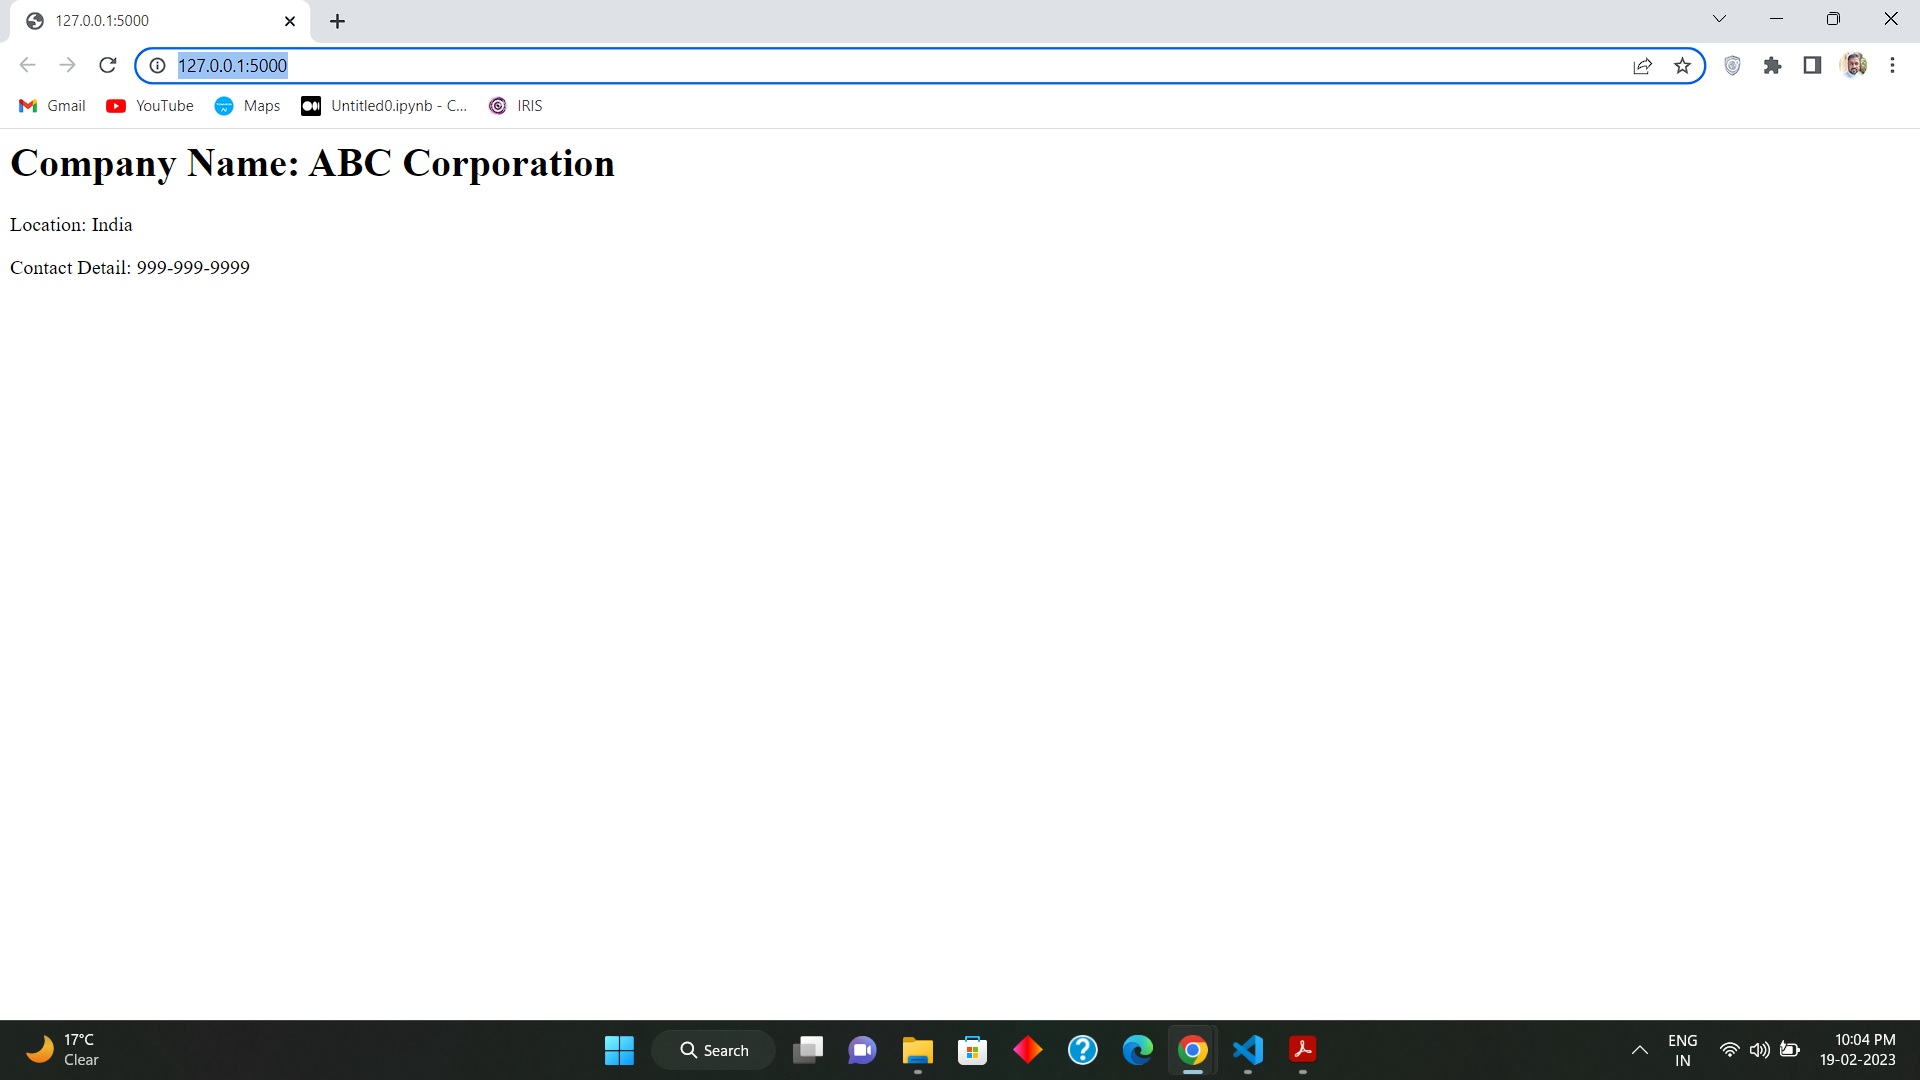 127.0.0.1:5000
127.0.0.1:5000
Gmail YouTube Maps Untitled0.ipynb - C... IRIS
Company Name: ABC Corporation
Location: India
Contact Detail: 999-999-9999
17°C
Clear
Search
ENG
IN
10:04 PM
19-02-2023